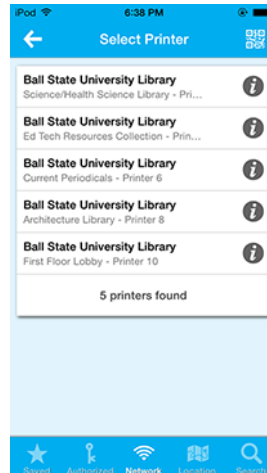 iPod 6:38 PM
Select Printer
Ball State University Library
Science/Health Science Library - Pri...
Ball State University Library
Ed Tech Resources Collection - Prin...
Ball State University Library
Current Periodicals - Printer 6
Ball State University Library
Architecture Library - Printer 8
Ball State University Library
First Floor Lobby - Printer 10
5 printers found
Saved Authorized Network Location Search